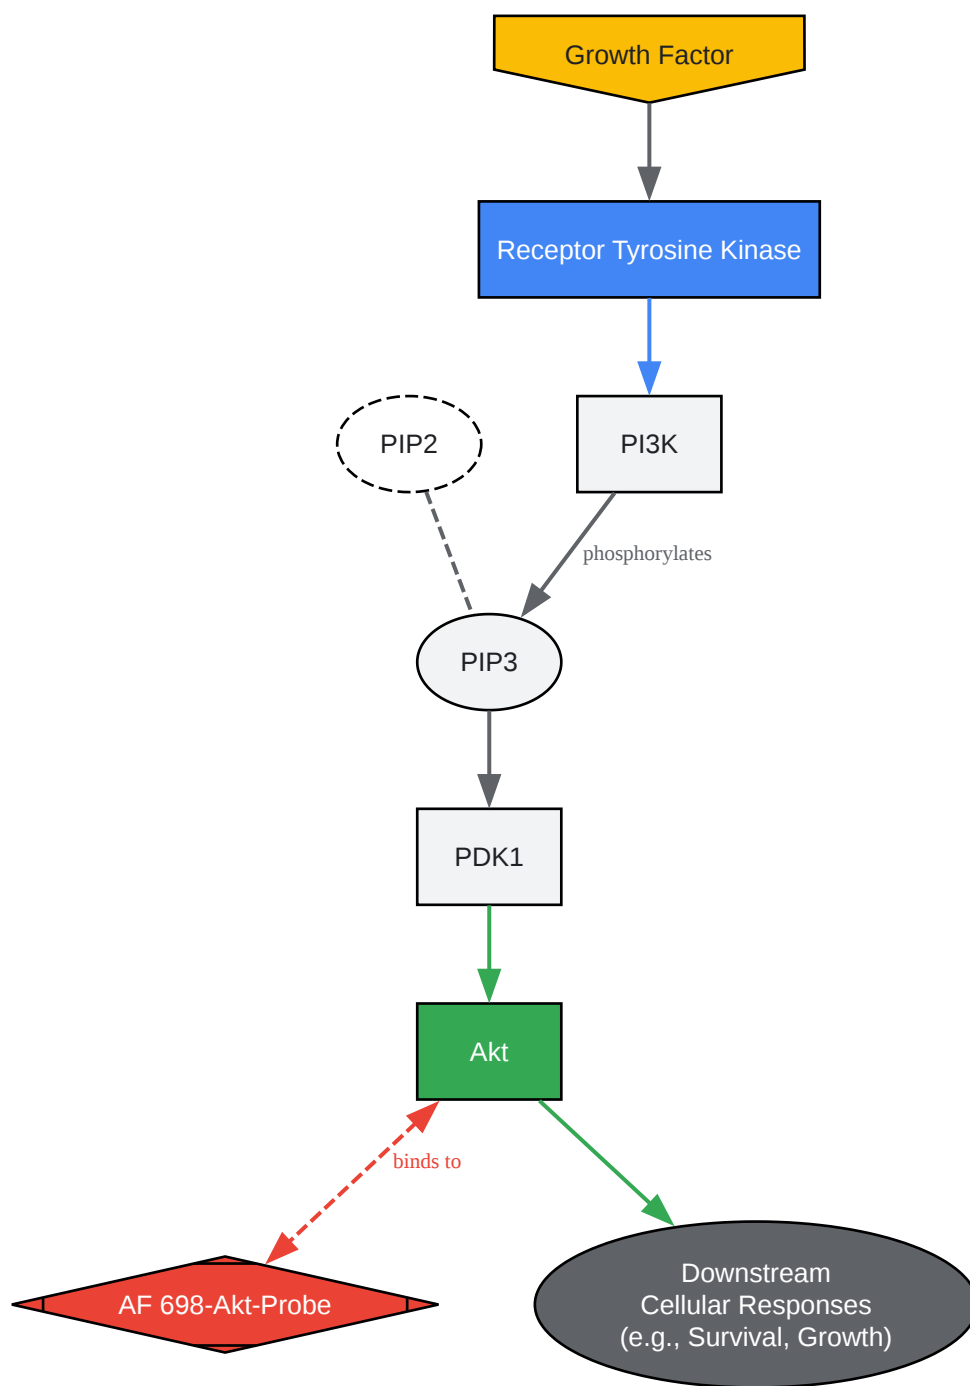 Growth Factor
Receptor Tyrosine Kinase
PIP2
PI3K
phosphorylates
PIP3
PDK1
Akt
binds to
AF 698-Akt-Probe
Downstream
Cellular Responses
(e.g., Survival, Growth)